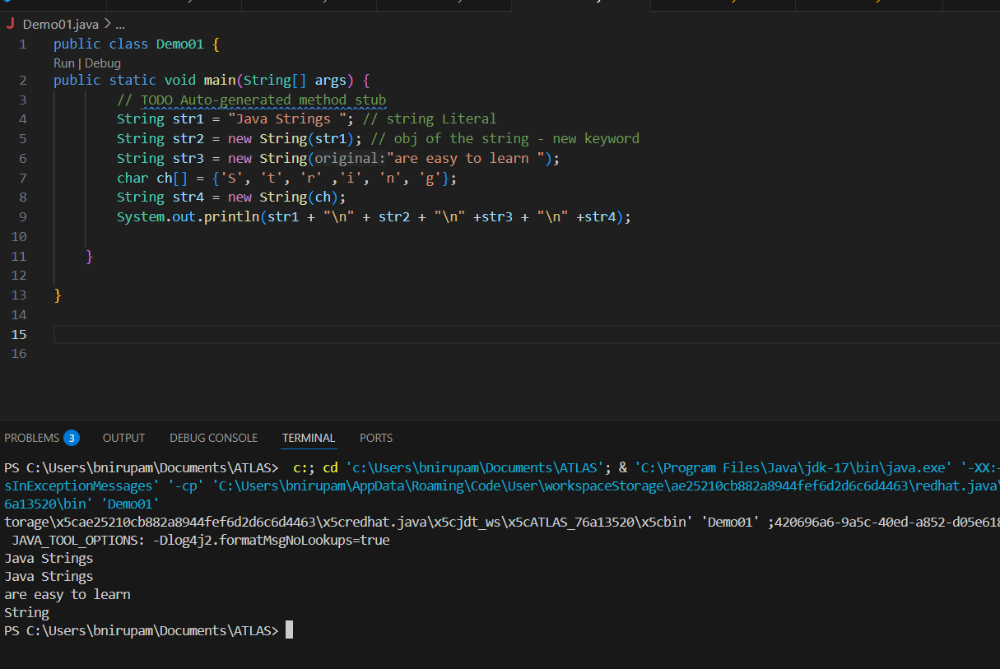 Demo01.java > ...
1 public class Demo01 {
Run | Debug
2 public static void main(String[] args) {
3 // TODO Auto-generated method stub
4 String str1 = "Java Strings "; // string Literal
5 String str2 = new String(str1); // obj of the string - new keyword
6 String str3 = new String(original:"are easy to learn ");
7 char ch[] = {'S', 't', 'r' ,'i', 'n', 'g'};
8 String str4 = new String(ch);
9 System.out.println(str1 + "\n" + str2 + "\n" +str3 + "\n" +str4);
10
11 }
12
13 }
14
15
16
PROBLEMS 3 OUTPUT DEBUG CONSOLE TERMINAL PORTS
PS C:\Users\bnirupam\Documents\ATLAS>  c:; cd 'c:\Users\bnirupam\Documents\ATLAS'; & 'C:\Program Files\Java\jdk-17\bin\java.exe' '-XX:
sInExceptionMessages' '-cp' 'C:\Users\bnirupam\AppData\Roaming\Code\User\workspaceStorage\ae25210cb882a8944fef6d2d6c6d4463\redhat.java\
6a13520\bin' 'Demo01'
torage\x5cae25210cb882a8944fef6d2d6c6d4463\x5credhat.java\x5cjdt_ws\x5cATLAS_76a13520\x5cbin' 'Demo01' ;420696a6-9a5c-40ed-a852-d05e618
JAVA_TOOL_OPTIONS: -Dlog4j2.formatMsgNoLookups=true
Java Strings
Java Strings
are easy to learn
String
PS C:\Users\bnirupam\Documents\ATLAS>